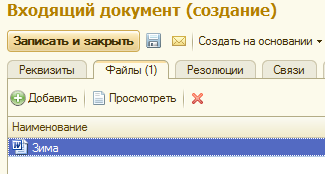 Входящий документ (создание)
Записать и закрыть Создать на основании
Реквизиты Файлы (1) Резолюции Связи
Добавить Просмотреть
Наименование
Зима